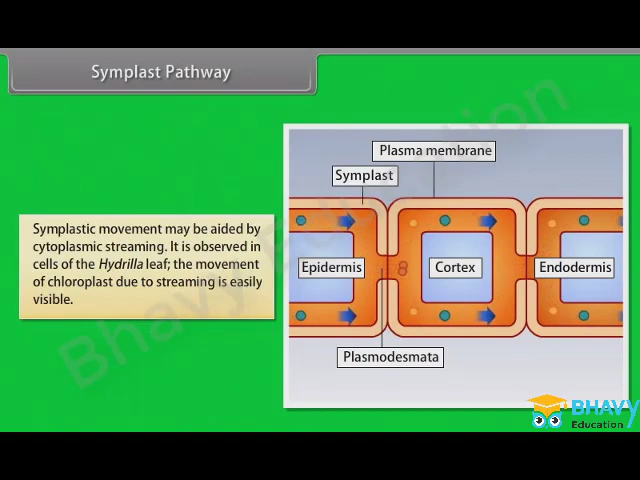 Symplast Pathway
Plasma membrane
Symplast
Symplastic movement may be aided by
cytoplasmic streaming. It is observed in
cells of the Hydrilla leaf; the movement
of chloroplast due to streaming is easily
visible.
Epidermis
Cortex
Endodermis
Plasmodesmata
Bhavy Education
BHAVY
Education